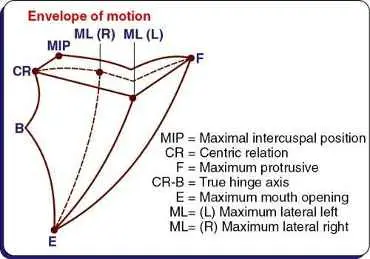 Envelope of motion
ML (R) ML (L)
MIP
F
CR
B
E
MIP = Maximal intercuspal position
CR = Centric relation
F = Maximum protrusive
CR-B = True hinge axis
E = Maximum mouth opening
ML= (L) Maximum lateral left
ML= (R) Maximum lateral right